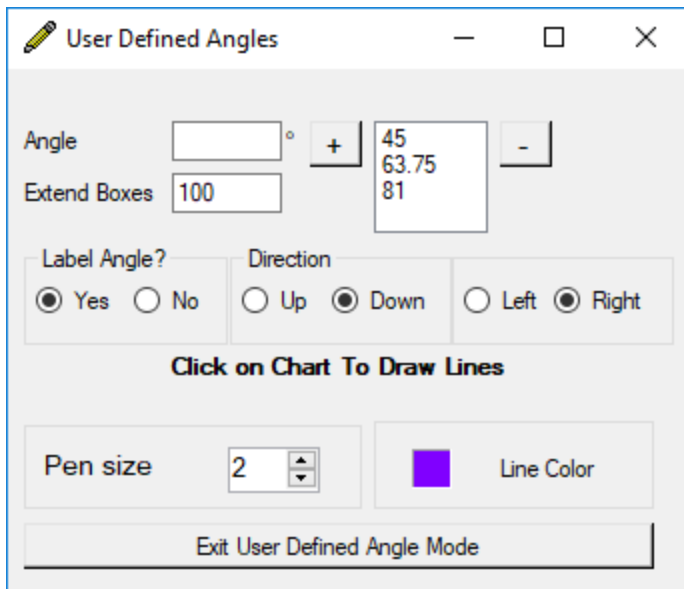 User Defined Angles
Angle ° + 45 -
63.75
Extend Boxes 100 81
Label Angle? Direction
Yes No Up Down Left Right
Click on Chart To Draw Lines
Pen size 2 Line Color
Exit User Defined Angle Mode